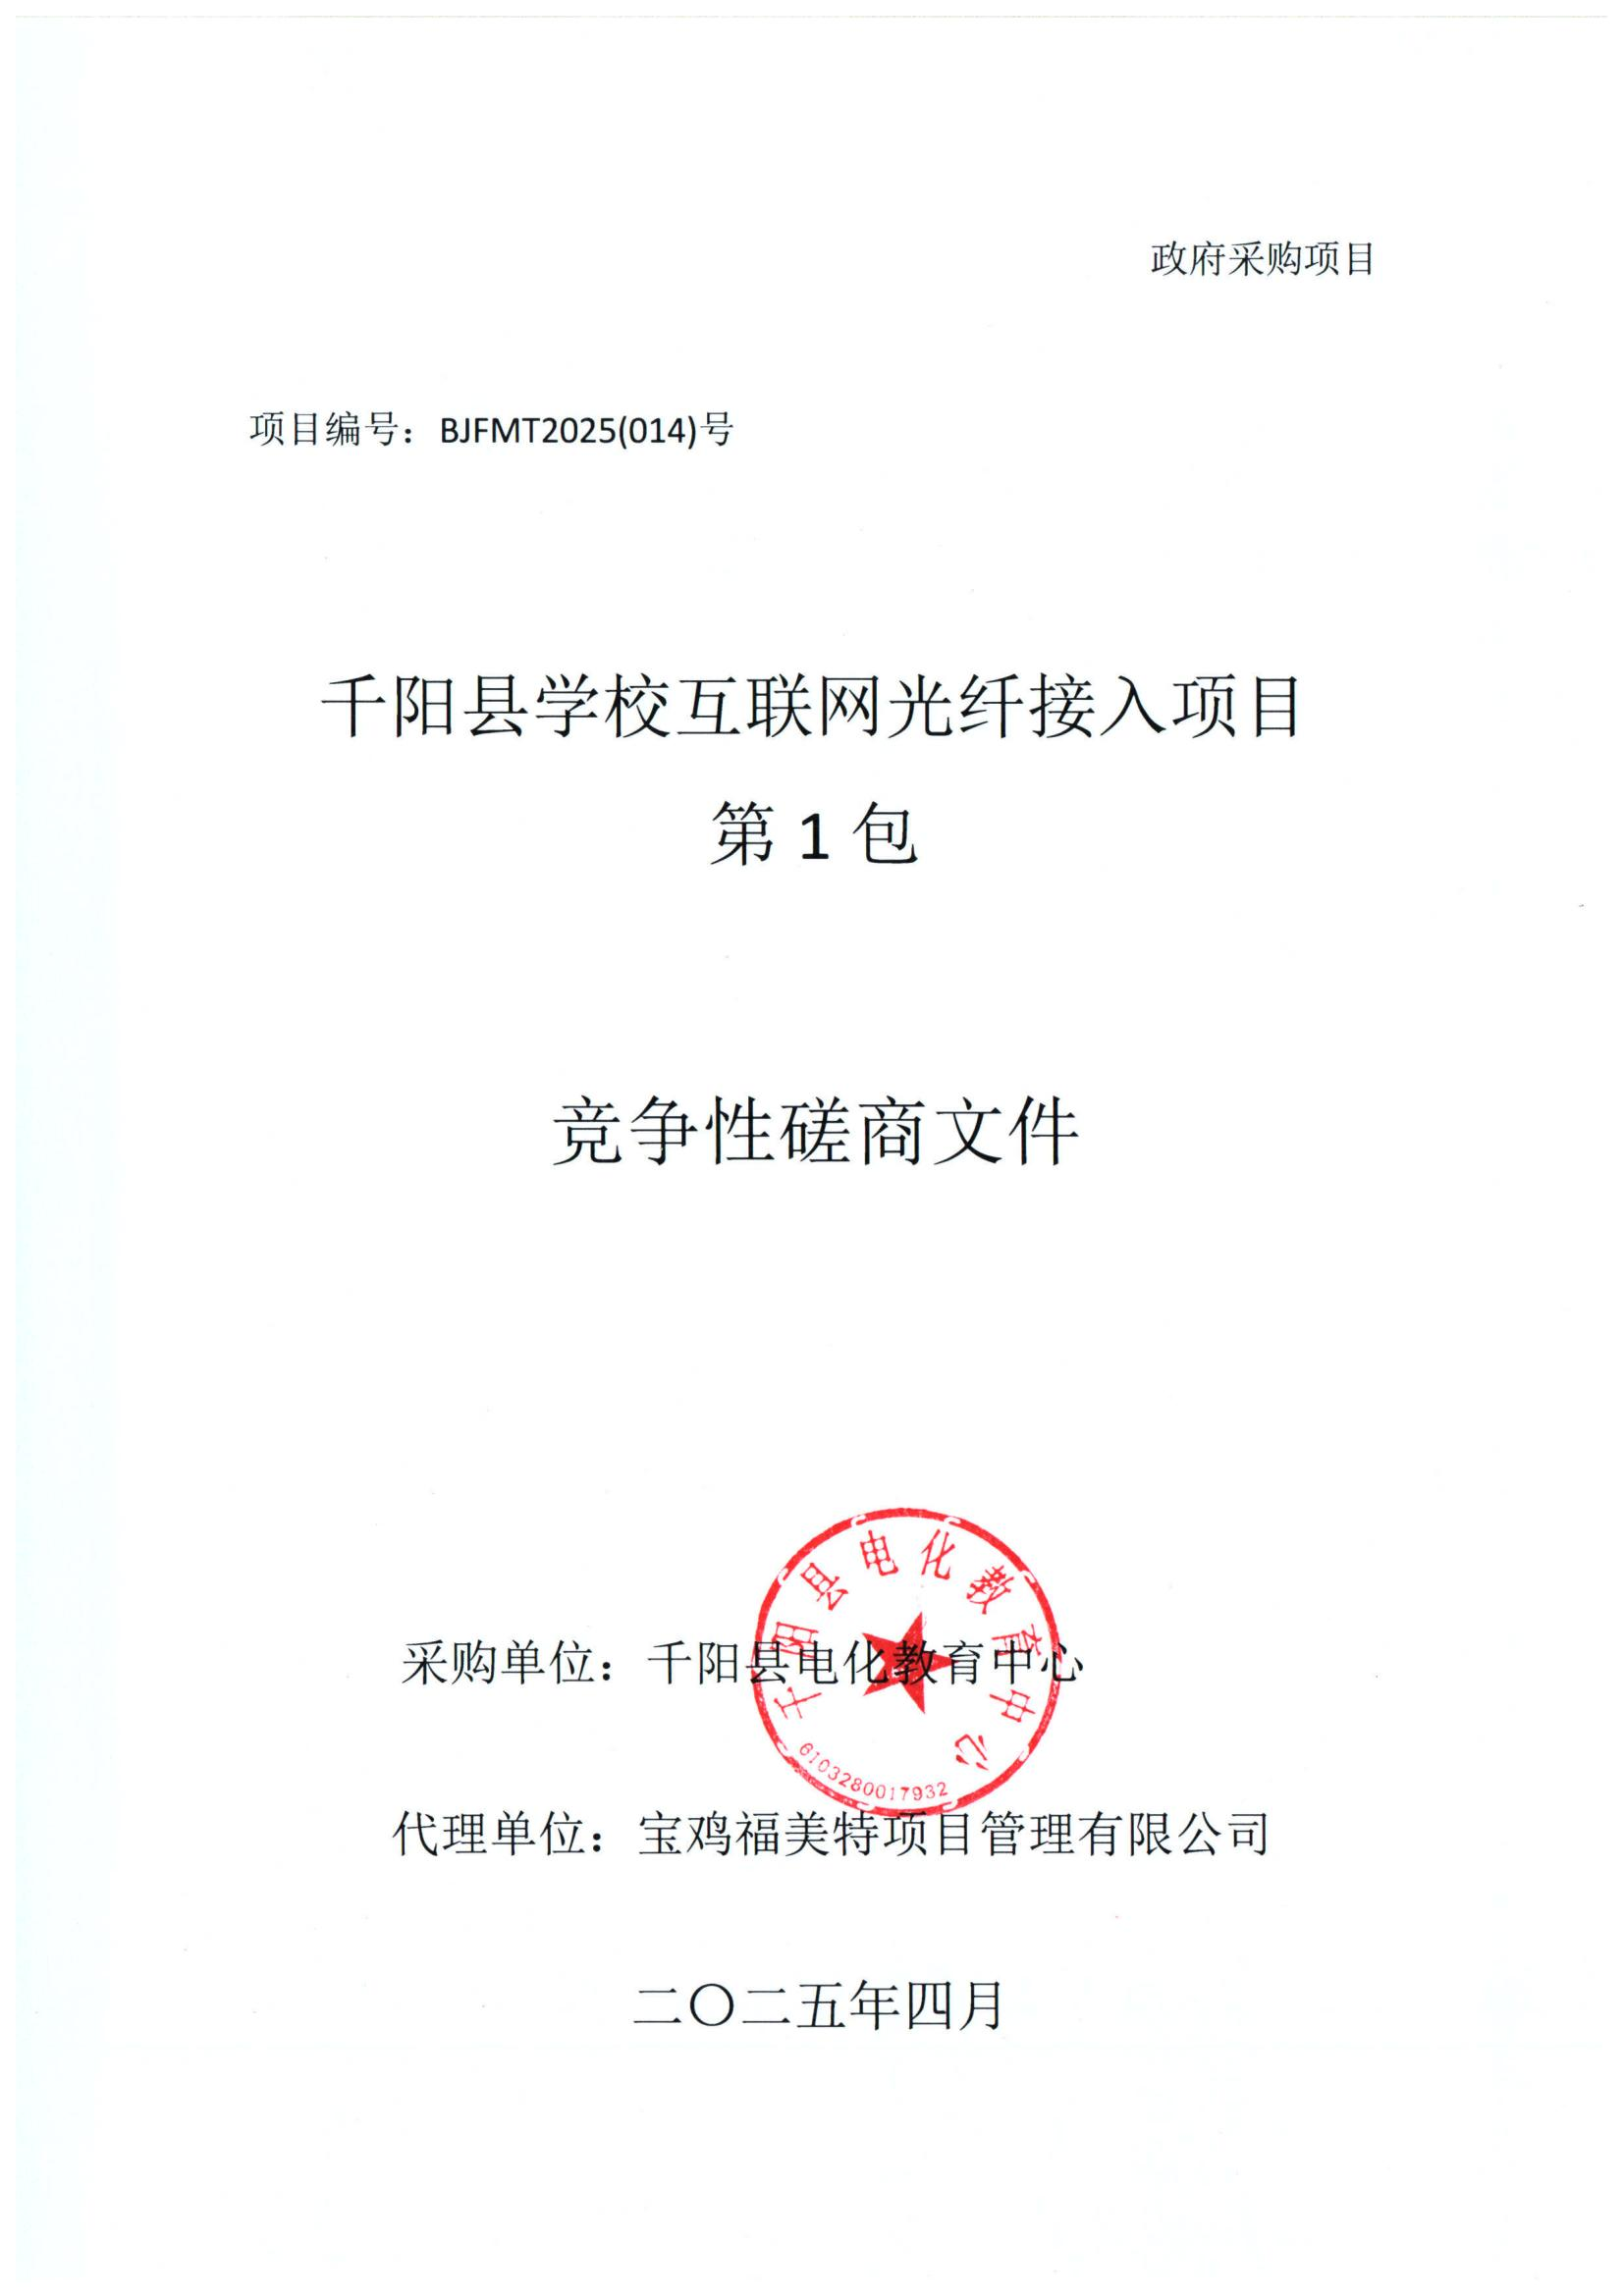 政府采购项目
项目编号：BJFMT2025(014)号
千阳县学校互联网光纤接入项目
第1包
竞争性磋商文件
千阳县电化教育中心
采购单位：千阳县电化教育中心
6103280017932
代理单位：宝鸡福美特项目管理有限公司
二〇二五年四月